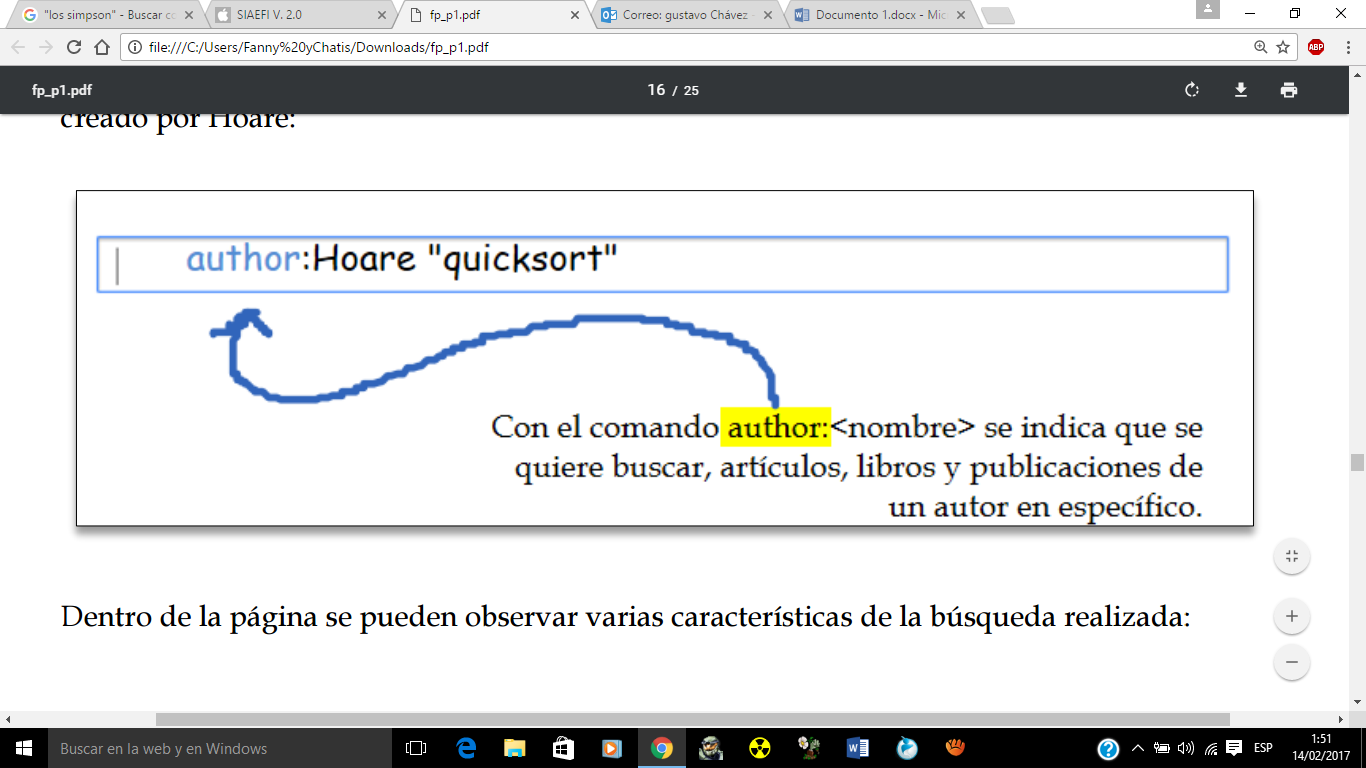 "los simpson" - Buscar co
SIAEFI V. 2.0
fp_p1.pdf
Correo: gustavo Chávez -
Documento 1.docx - Mic
file:///C:/Users/Fanny%20yChatis/Downloads/fp_p1.pdf
ABP
fp_p1.pdf
16 / 25
creado por Hoare:
author:Hoare "quicksort"
Con el comando author:<nombre> se indica que se
quiere buscar, artículos, libros y publicaciones de
un autor en específico.
Dentro de la página se pueden observar varias características de la búsqueda realizada:
Buscar en la web y en Windows
ESP
1:51
14/02/2017